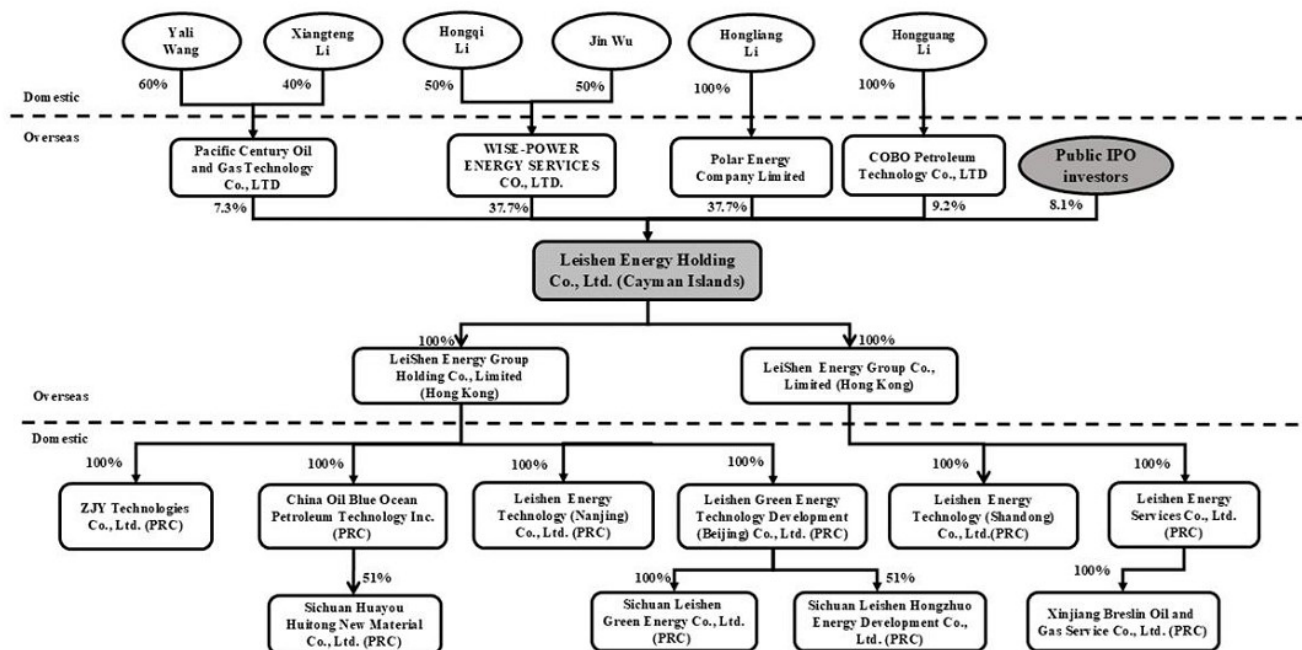 Yali
Wang
Xiangteng
Li
Hongqi
Li
Jin Wu
Hongliang
Li
Hongguang
Li
60%
40%
50%
50%
100%
100%
Domestic
Overseas
Pacific Century Oil
and Gas Technology
Co., LTD
WISE-POWER
ENERGY SERVICES
CO., LTD.
Polar Energy
Company Limited
COBO Petroleum
Technology Co., LTD
Public IPO
investors
7.3%
37.7%
37.7%
9.2%
8.1%
Leishen Energy Holding
Co., Ltd. (Cayman Islands)
100%
100%
LeiShen Energy Group
Holding Co., Limited
(Hong Kong)
LeiShen Energy Group Co.,
Limited (Hong Kong)
Overseas
Domestic
100%
100%
100%
100%
100%
100%
ZJY Technologies
Co., Ltd. (PRC)
China Oil Blue Ocean
Petroleum Technology Inc.
(PRC)
Leishen Energy
Technology (Nanjing)
Co., Ltd. (PRC)
Leishen Green Energy
Technology Development
(Beijing) Co., Ltd. (PRC)
Leishen Energy
Technology (Shandong)
Co., Ltd.(PRC)
Leishen Energy
Services Co., Ltd.
(PRC)
51%
100%
51%
100%
Sichuan Huayou
Huitong New Material
Co., Ltd. (PRC)
Sichuan Leishen
Green Energy Co., Ltd.
(PRC)
Sichuan Leishen Hongzhuo
Energy Development Co.,
Ltd. (PRC)
Xinjiang Breslin Oil and
Gas Service Co., Ltd. (PRC)